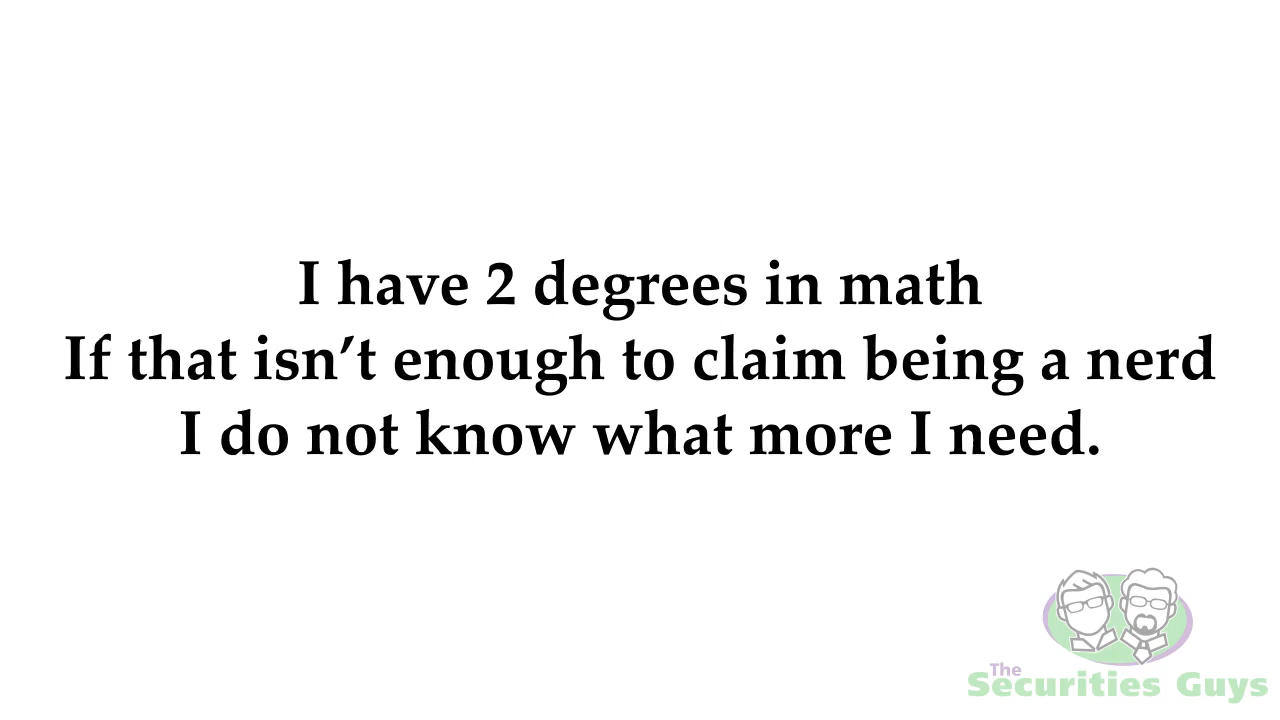 I have 2 degrees in math
If that isn’t enough to claim being a nerd
I do not know what more I need.
The
Securities Guys